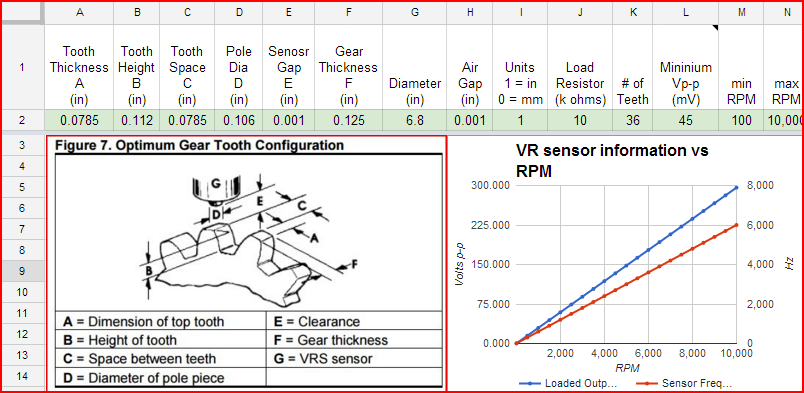 A B C D E F G H I J K L M N
1
Tooth Thickness A (in)
Tooth Height B (in)
Tooth Space C (in)
Pole Dia D (in)
Senosr Gap E (in)
Gear Thickness F (in)
Diameter (in)
Air Gap (in)
Units 1 = in 0 = mm
Load Resistor (k ohms)
# of Teeth
Mininium Vp-p (mV)
min RPM
max RPM
2 0.0785 0.112 0.0785 0.106 0.001 0.125 6.8 0.001 1 10 36 45 100 10,000
3
4
5
6
7
8
9
10
11
12
13
14
Figure 7. Optimum Gear Tooth Configuration
G
E
C
D
A
B
F
A = Dimension of top tooth
E = Clearance
B = Height of tooth
F = Gear thickness
C = Space between teeth
G = VRS sensor
D = Diameter of pole piece
VR sensor information vs
RPM
300.000
225.000
150.000
75.000
0.000
Volts p-p
8,000
6,000
4,000
2,000
0
Hz
2,000 4,000 6,000 8,000 10,000
RPM
Loaded Outp...
Sensor Freq...